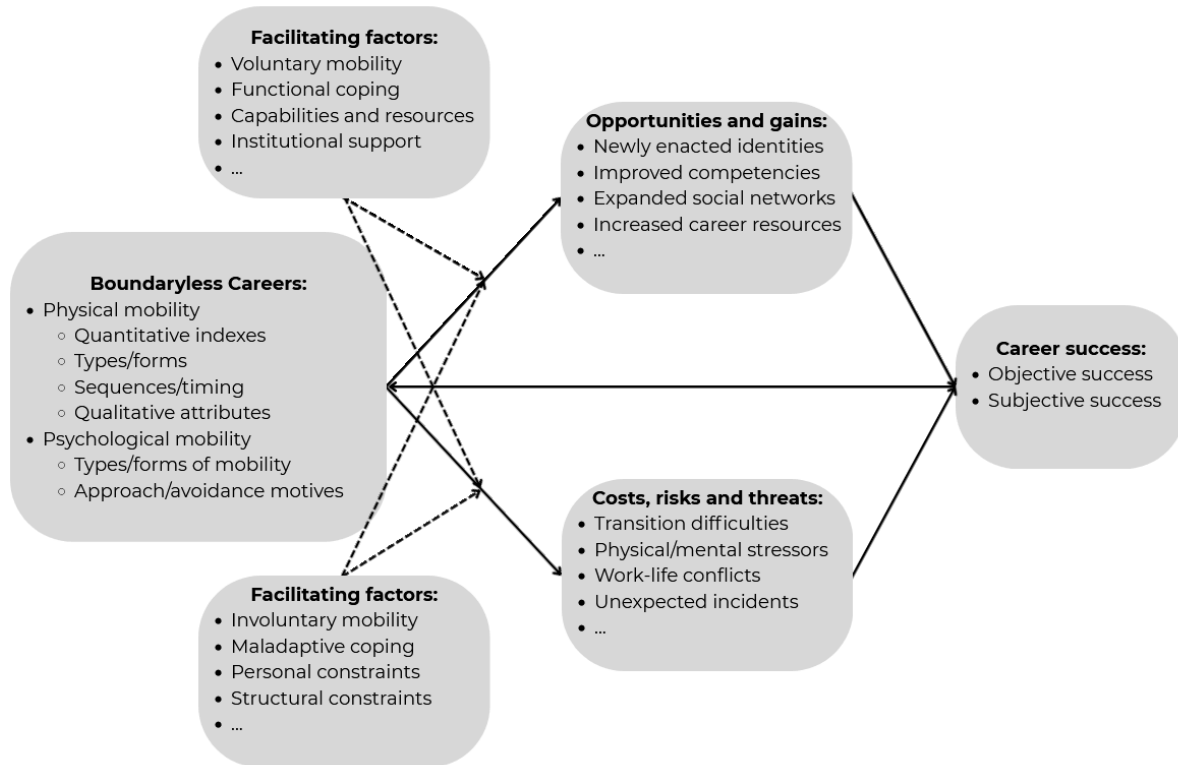 Facilitating factors:
• Voluntary mobility
• Functional coping
• Capabilities and resources
• Institutional support
• ...
Opportunities and gains:
• Newly enacted identities
• Improved competencies
• Expanded social networks
• Increased career resources
• ...
Boundaryless Careers:
• Physical mobility
○ Quantitative indexes
○ Types/forms
○ Sequences/timing
○ Qualitative attributes
• Psychological mobility
○ Types/forms of mobility
○ Approach/avoidance motives
Career success:
• Objective success
• Subjective success
Costs, risks and threats:
• Transition difficulties
• Physical/mental stressors
• Work-life conflicts
• Unexpected incidents
• ...
Facilitating factors:
• Involuntary mobility
• Maladaptive coping
• Personal constraints
• Structural constraints
• ...